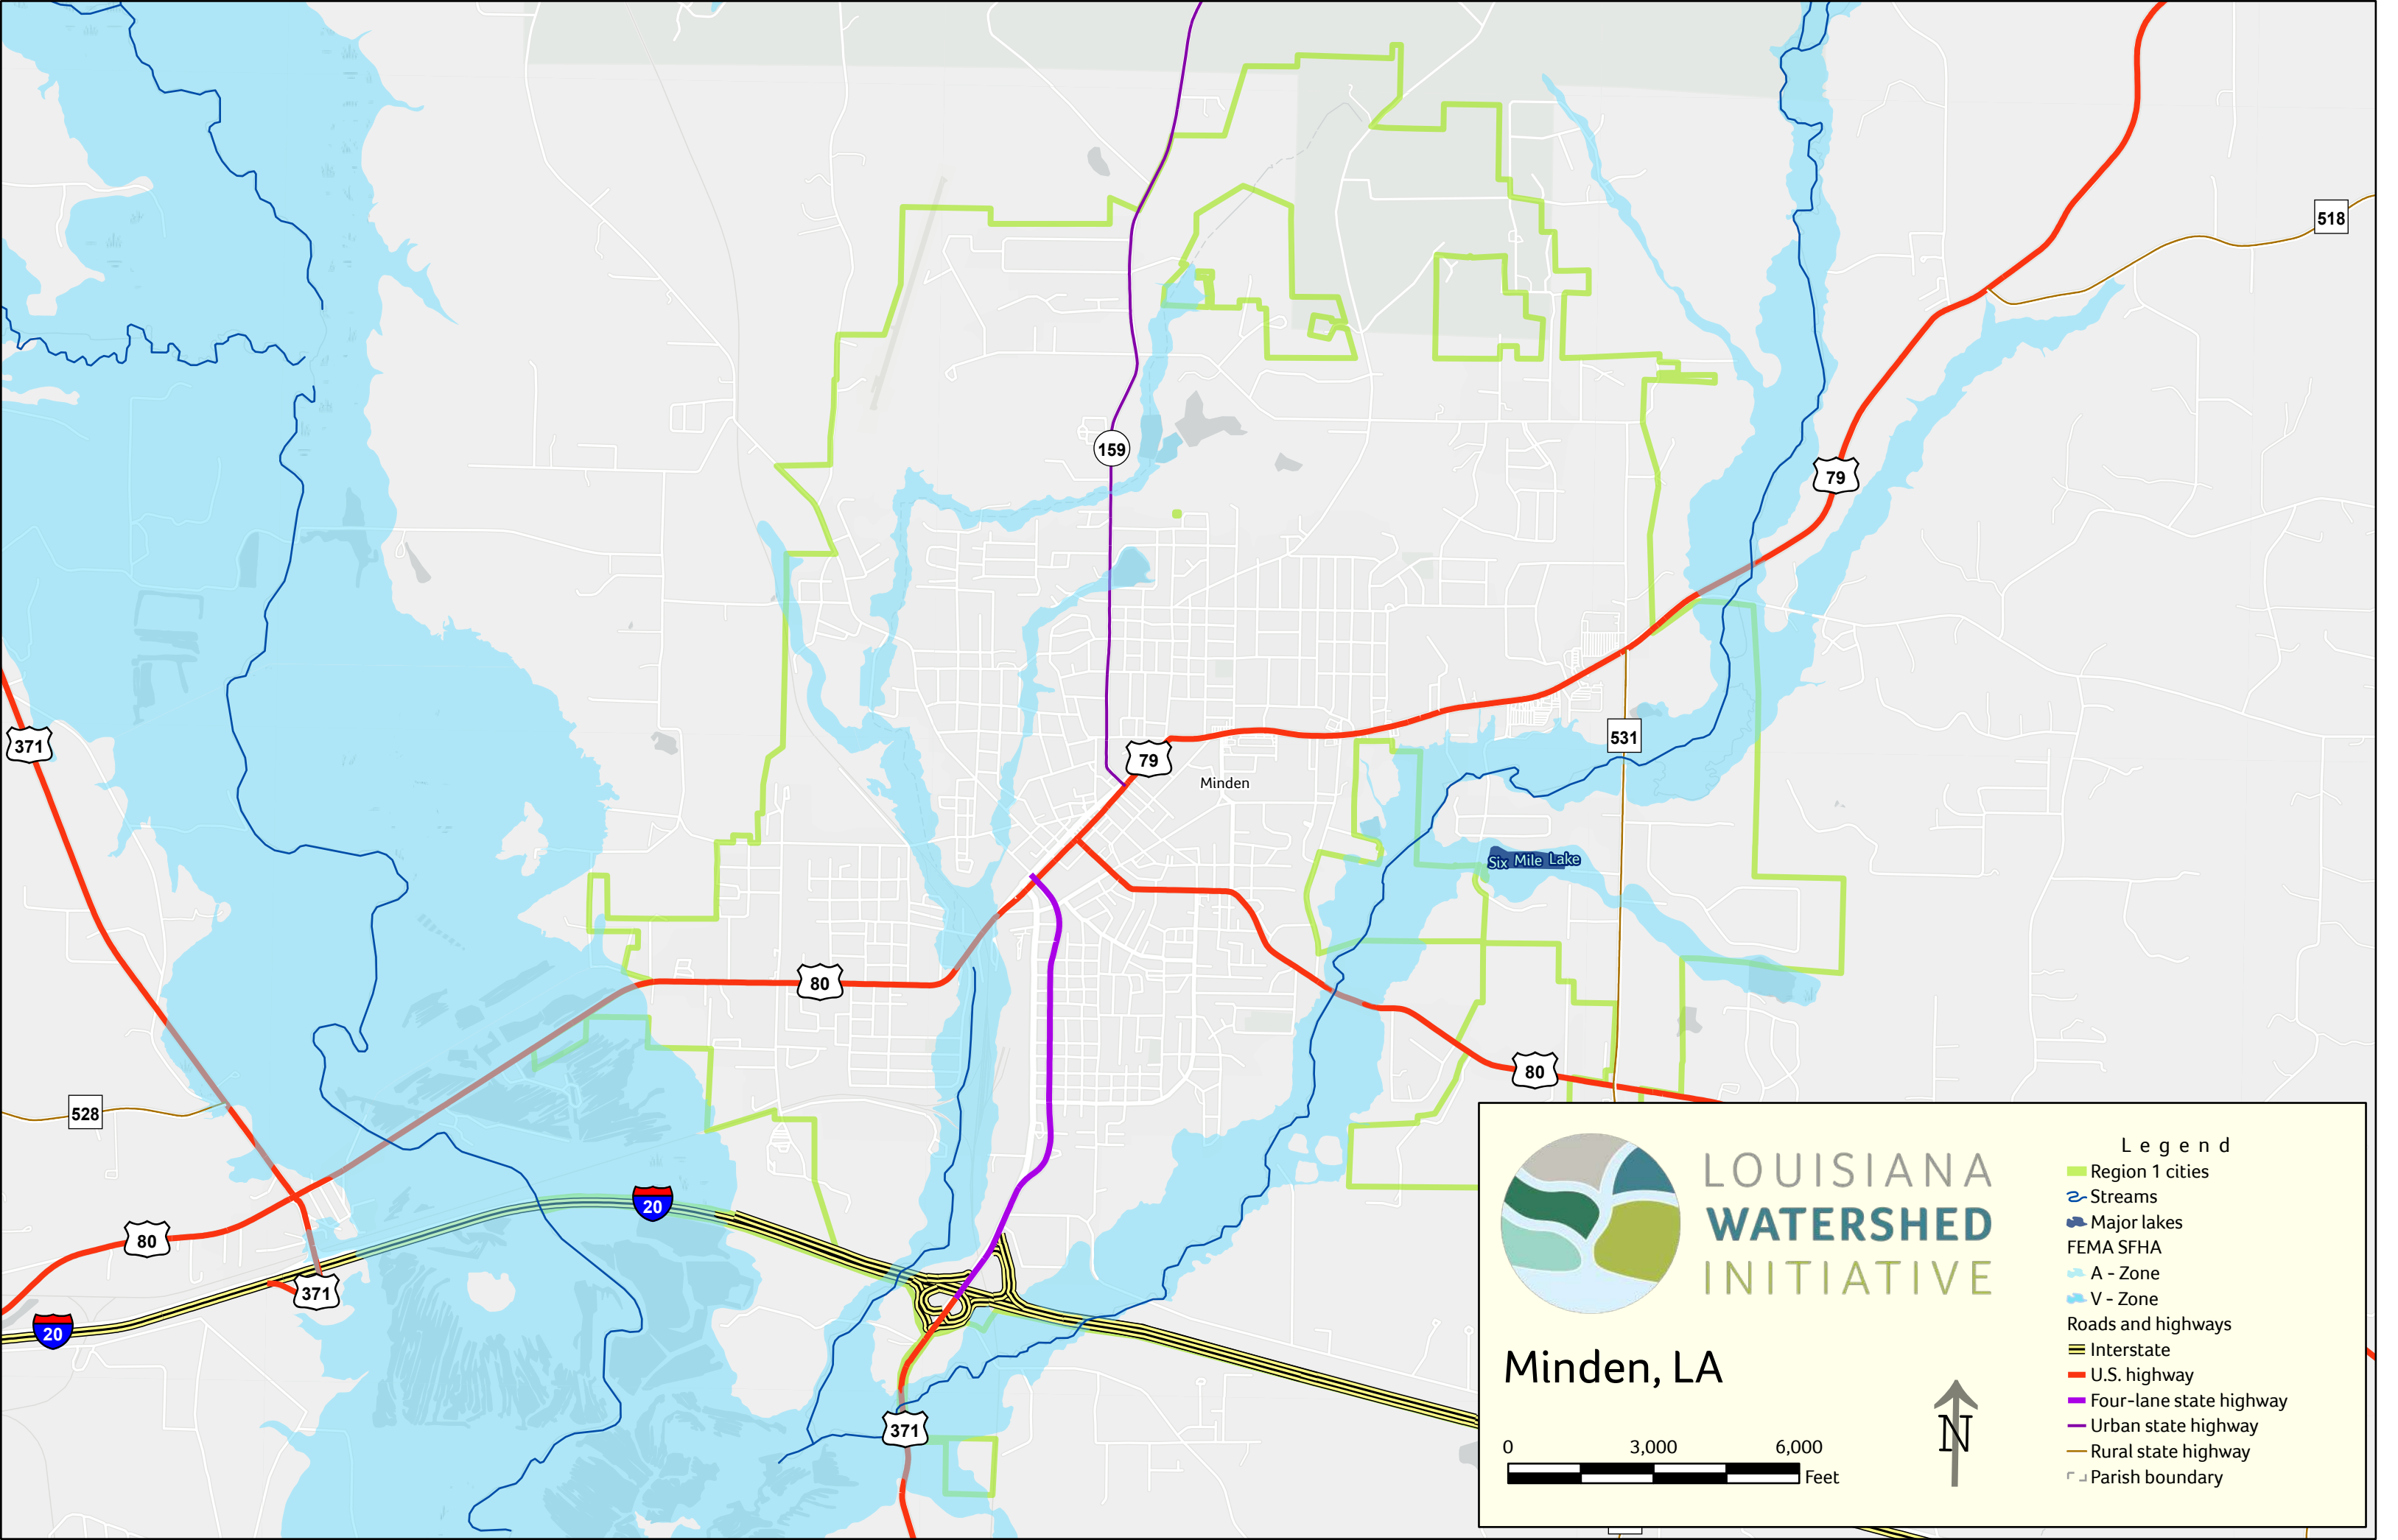 518
159
79
371
79
531
Minden
Six Mile Lake
80
80
528
20
80
371
20
371
LOUISIANA
WATERSHED
INITIATIVE
Minden, LA
0 3,000 6,000
Feet
N
Legend
Region 1 cities
Streams
Major lakes
FEMA SFHA
A - Zone
V - Zone
Roads and highways
Interstate
U.S. highway
Four-lane state highway
Urban state highway
Rural state highway
Parish boundary